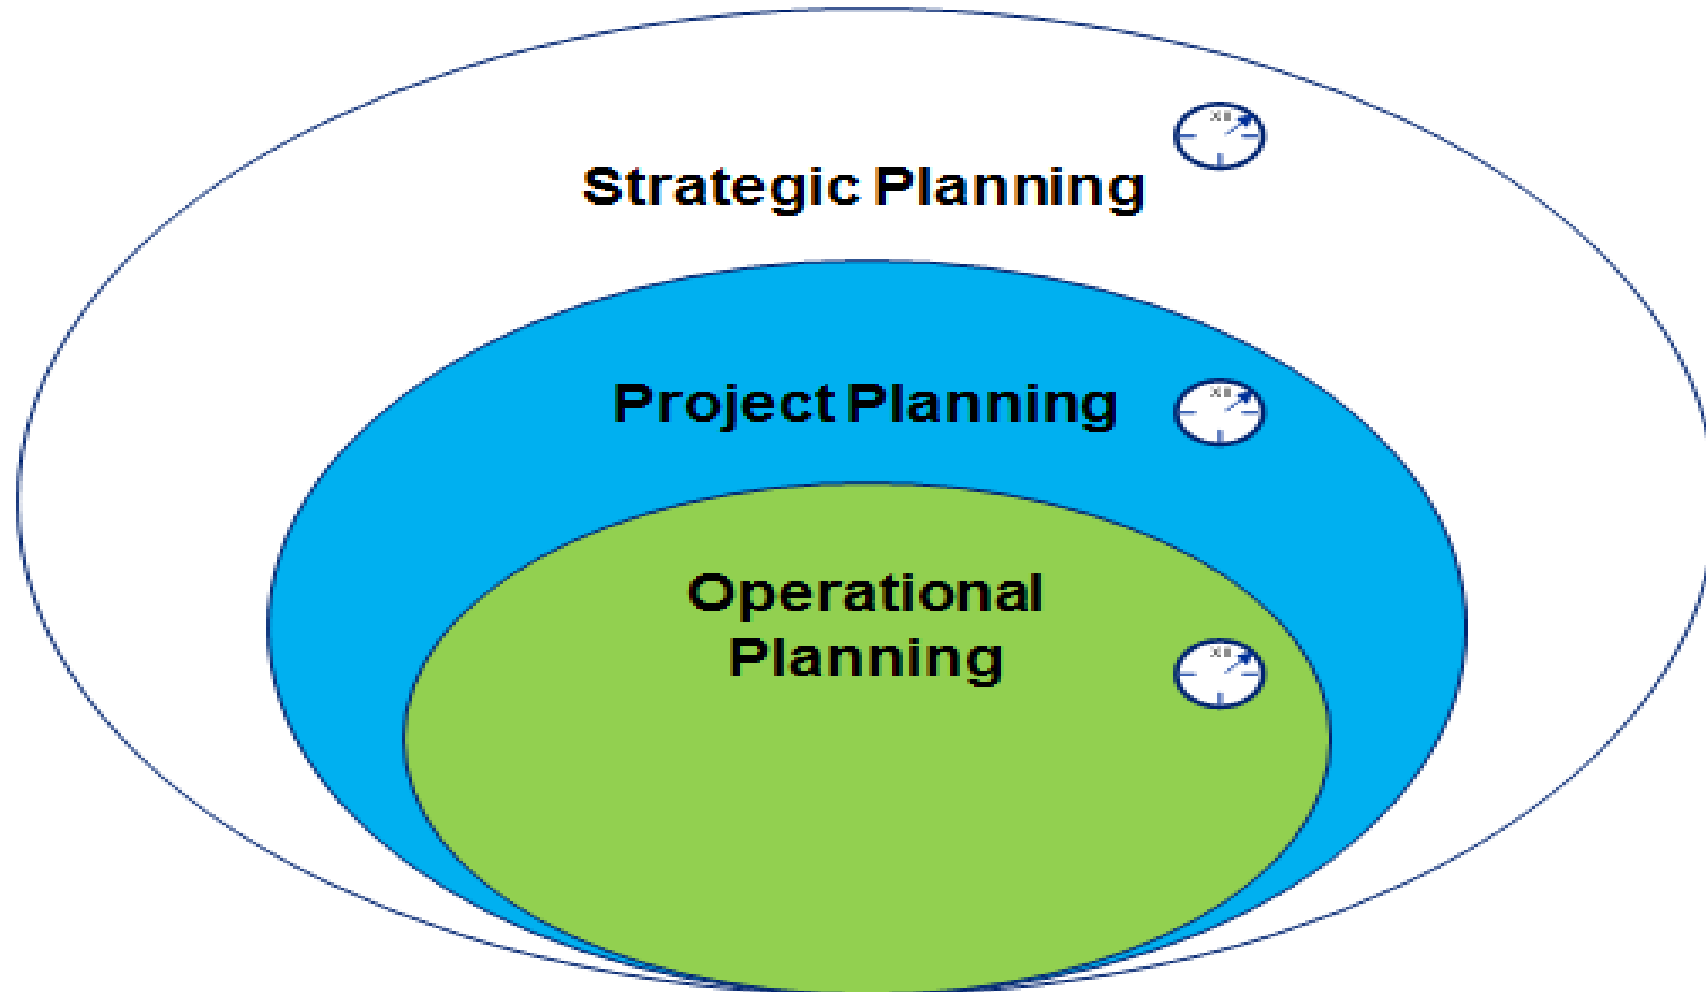 Strategic Planning
Project Planning
Operational
Planning